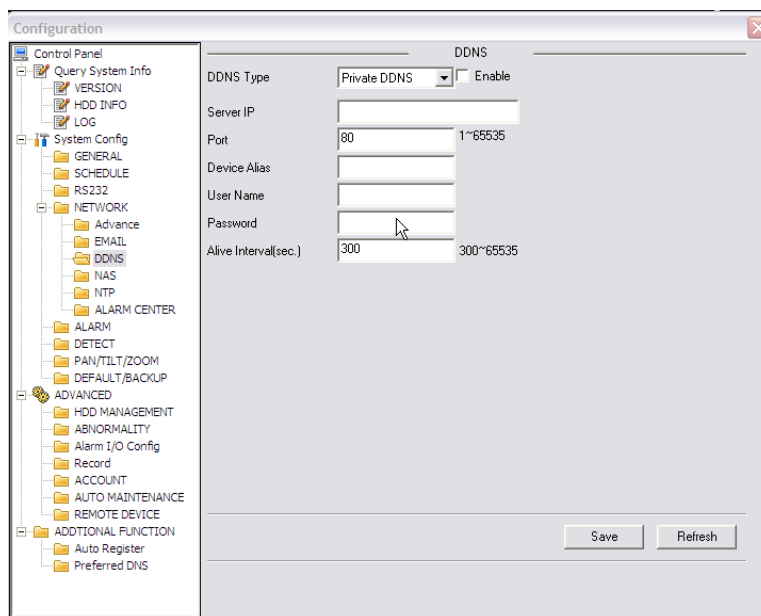 Configuration
Control Panel
Query System Info
VERSION
HDD INFO
LOG
System Config
GENERAL
SCHEDULE
RS232
NETWORK
Advance
EMAIL
DDNS
NAS
NTP
ALARM CENTER
ALARM
DETECT
PAN/TILT/ZOOM
DEFAULT/BACKUP
ADVANCED
HDD MANAGEMENT
ABNORMALITY
Alarm I/O Config
Record
ACCOUNT
AUTO MAINTENANCE
REMOTE DEVICE
ADDTIONAL FUNCTION
Auto Register
Preferred DNS
DDNS
DDNS Type Private DDNS Enable
Server IP
Port 80 1~65535
Device Alias
User Name
Password
Alive Interval(sec.) 300 300~65535
Save Refresh